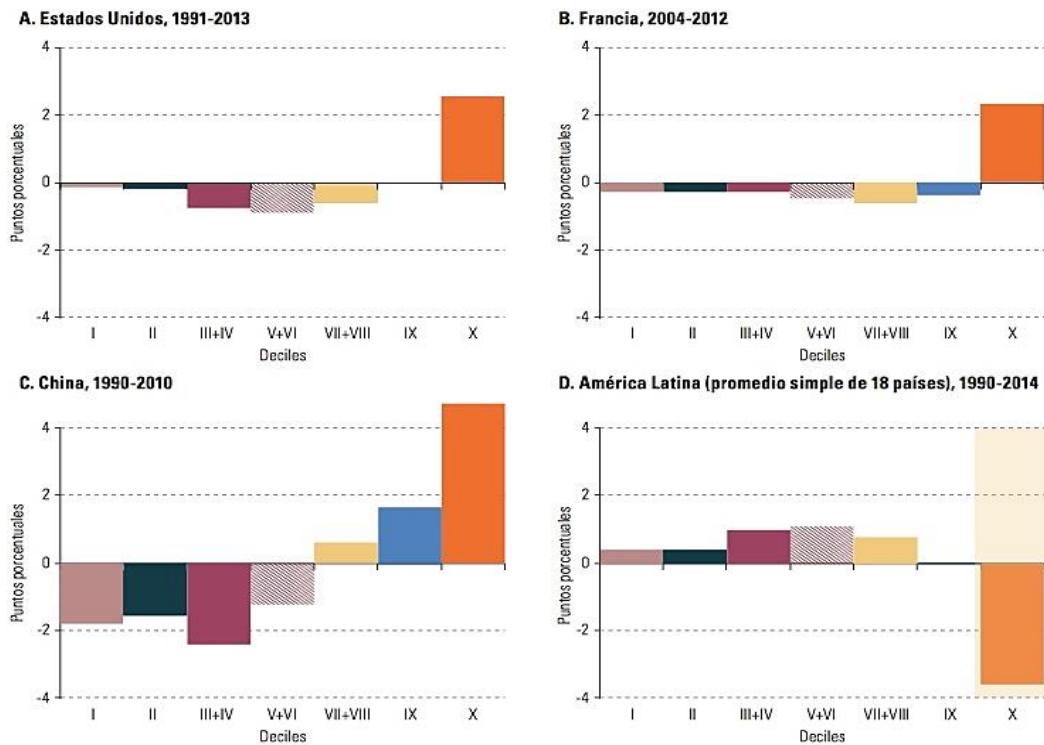 A. Estados Unidos, 1991-2013
4
2
0
-2
-4
Puntos porcentuales
I II III+IV V+VI VII+VIII IX X
Deciles
B. Francia, 2004-2012
4
2
0
-2
-4
Puntos porcentuales
I II III+IV V+VI VII+VIII IX X
Deciles
C. China, 1990-2010
4
2
0
-2
-4
Puntos porcentuales
I II III+IV V+VI VII+VIII IX X
Deciles
D. América Latina (promedio simple de 18 países), 1990-2014
4
2
0
-2
-4
Puntos porcentuales
I II III+IV V+VI VII+VIII IX X
Deciles